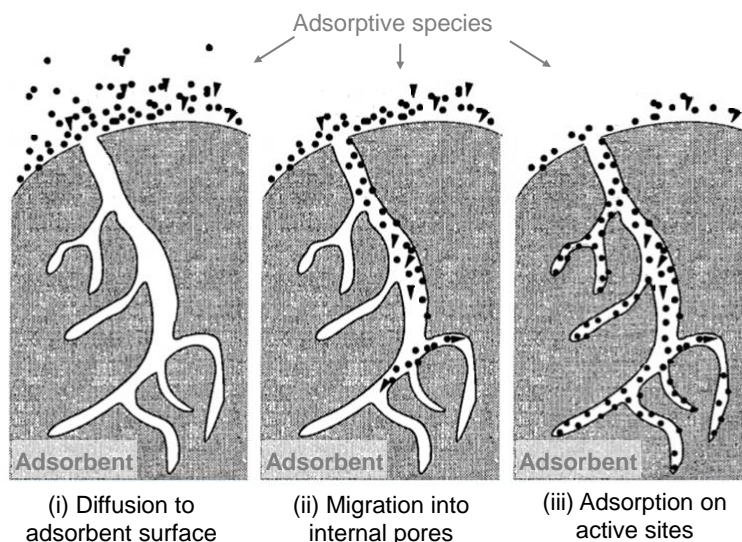 Adsorptive species
Adsorbent
Adsorbent
Adsorbent
(i) Diffusion to
adsorbent surface
(ii) Migration into
internal pores
(iii) Adsorption on
active sites